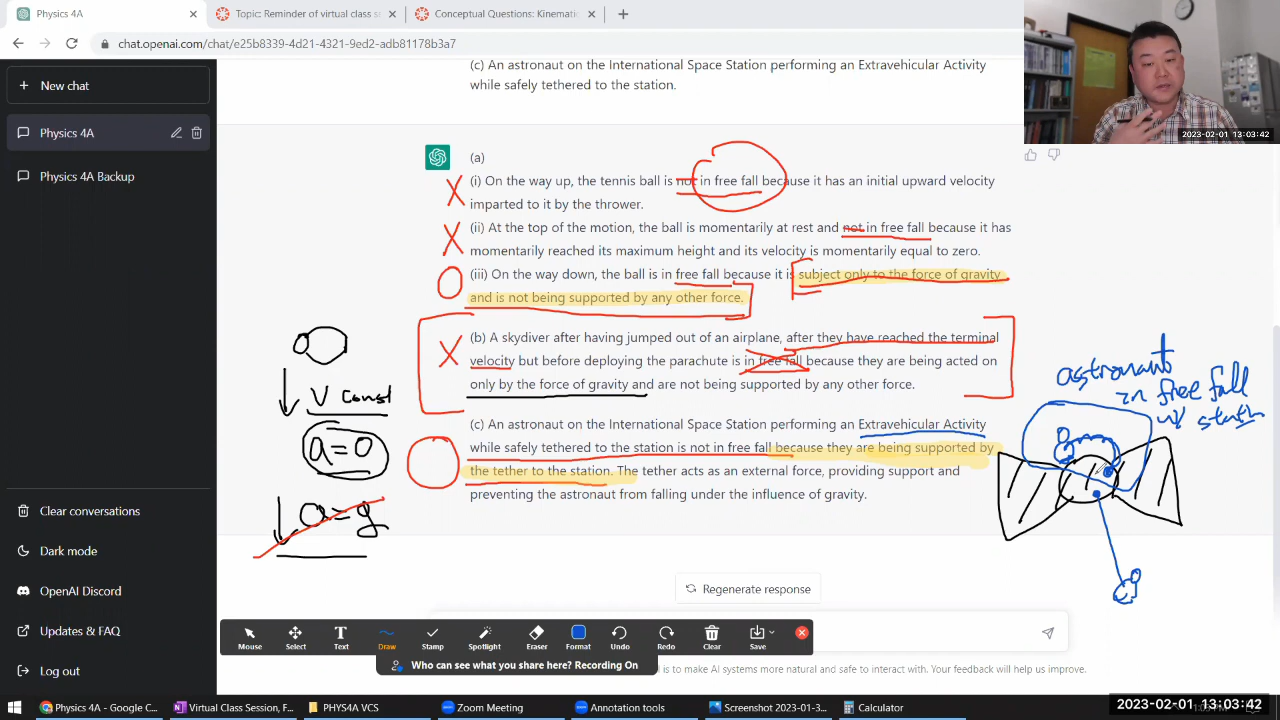 Physics 4A
Topic: Reminder of virtual class se
Conceptual Questions: Kinemati
chat.openai.com/chat/e25b8339-4d21-4321-9ed2-adb81178b3a7
New chat
Physics 4A
Physics 4A Backup
Clear conversations
Dark mode
OpenAI Discord
Updates & FAQ
Log out
(c) An astronaut on the International Space Station performing an Extravehicular Activity
while safely tethered to the station.
2023-02-01 13:03:42
(a)
(i) On the way up, the tennis ball is not in free fall because it has an initial upward velocity
imparted to it by the thrower.
(ii) At the top of the motion, the ball is momentarily at rest and not in free fall because it has
momentarily reached its maximum height and its velocity is momentarily equal to zero.
(iii) On the way down, the ball is in free fall because it is subject only to the force of gravity
and is not being supported by any other force.
(b) A skydiver after having jumped out of an airplane, after they have reached the terminal
velocity but before deploying the parachute is in free fall because they are being acted on
only by the force of gravity and are not being supported by any other force.
(c) An astronaut on the International Space Station performing an Extravehicular Activity
while safely tethered to the station is not in free fall because they are being supported by
the tether to the station. The tether acts as an external force, providing support and
preventing the astronaut from falling under the influence of gravity.
V const
a=0
a=g
astronaut
in free fall
w/ station
Regenerate response
Mouse
Select
Text
Draw
Stamp
Spotlight
Eraser
Format
Undo
Redo
Clear
Save
Who can see what you share here? Recording On
is to make AI systems more natural and safe to interact with. Your feedback will help us improve.
Physics 4A - Google C...
Virtual Class Session, F...
PHYS4A VCS
Zoom Meeting
Annotation tools
Screenshot 2023-01-3...
Calculator
2023-02-01 13:03:42